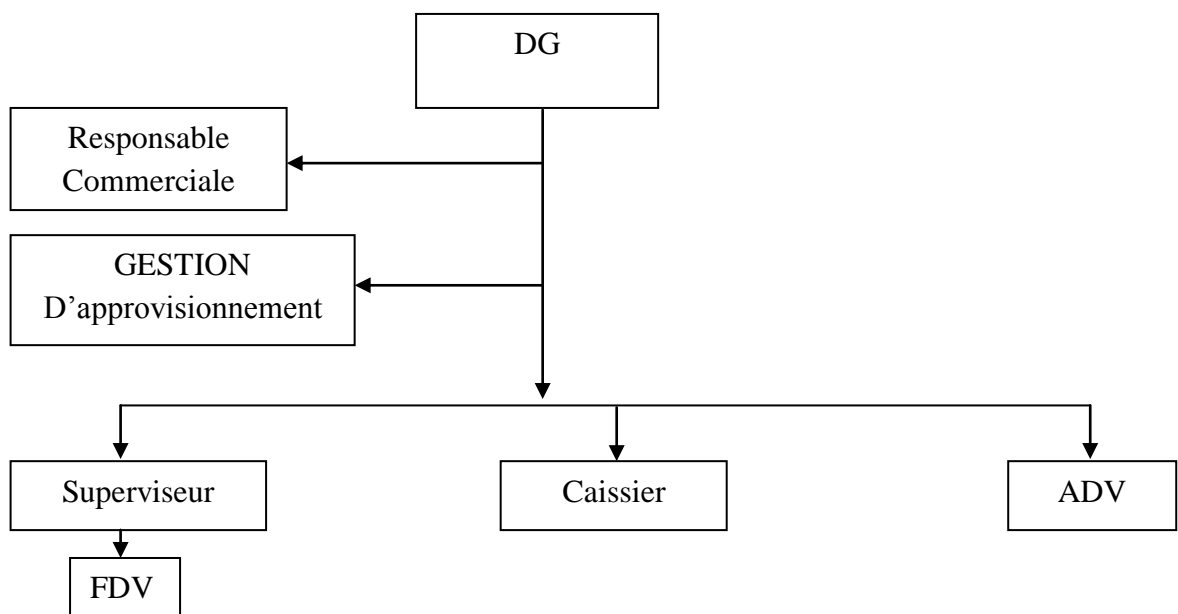 DG
Responsable
Commerciale
GESTION
D’approvisionnement
Superviseur
Caissier
ADV
FDV